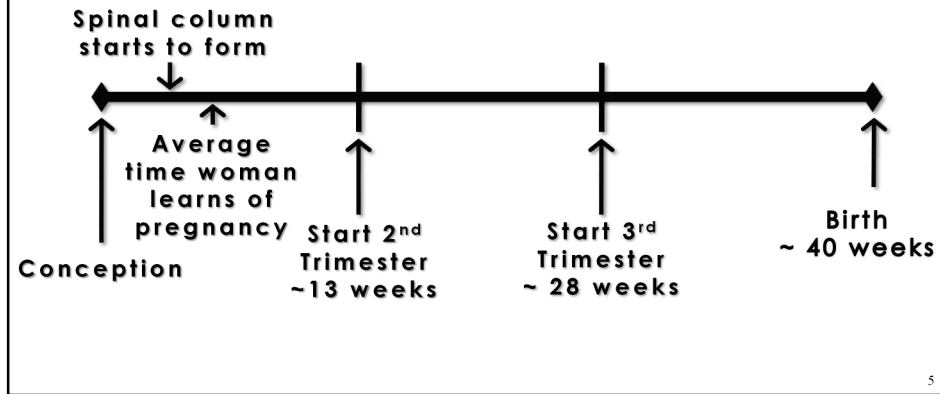 Spinal column
starts to form
Average
time woman
learns of
pregnancy
Conception
Start 2nd
Trimester
~13 weeks
Start 3rd
Trimester
~ 28 weeks
Birth
~ 40 weeks
5